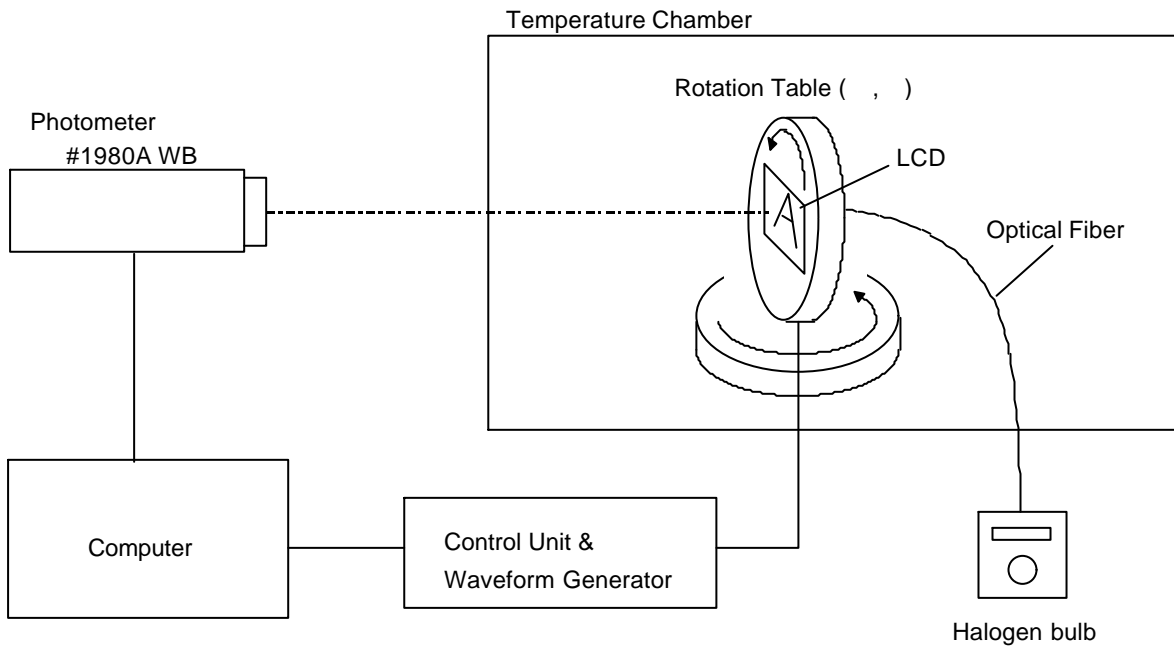 Temperature Chamber
Rotation Table ( , )
Photometer
#1980A WB
LCD
A
Optical Fiber
Computer
Control Unit &
Waveform Generator
Halogen bulb